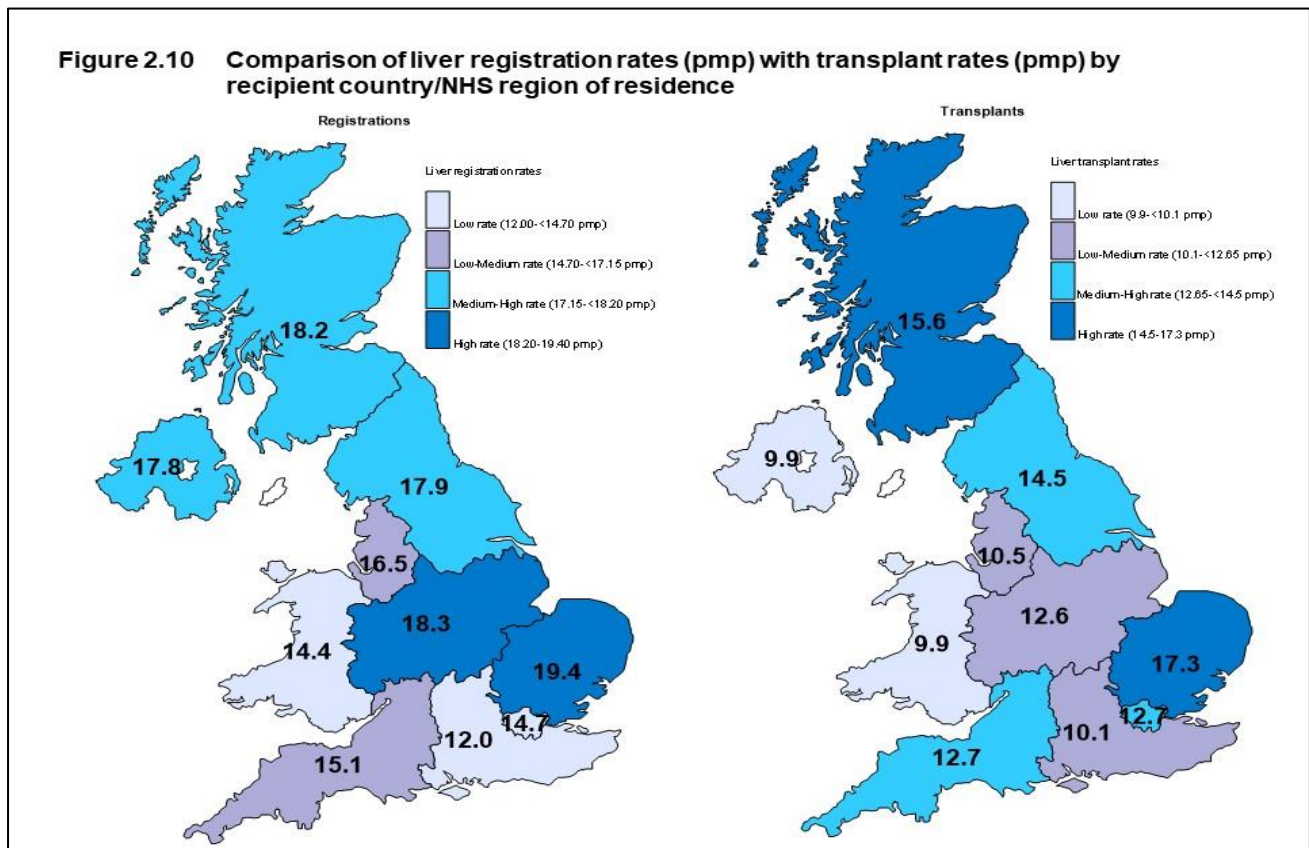 Figure 2.10 Comparison of liver registration rates (pmp) with transplant rates (pmp) by
recipient country/NHS region of residence
Registrations
Liver registration rates
Low rate (12.00-<14.70 pmp)
Low-Medium rate (14.70-<17.15 pmp)
Medium-High rate (17.15-<18.20 pmp)
High rate (18.20-19.40 pmp)
18.2
17.8
17.9
16.5
18.3
14.4
19.4
14.7
12.0
15.1
Transplants
Liver transplant rates
Low rate (9.9-<10.1 pmp)
Low-Medium rate (10.1-<12.65 pmp)
Medium-High rate (12.65-<14.5 pmp)
High rate (14.5-17.3 pmp)
15.6
9.9
14.5
10.5
12.6
9.9
17.3
12.7
10.1
12.7